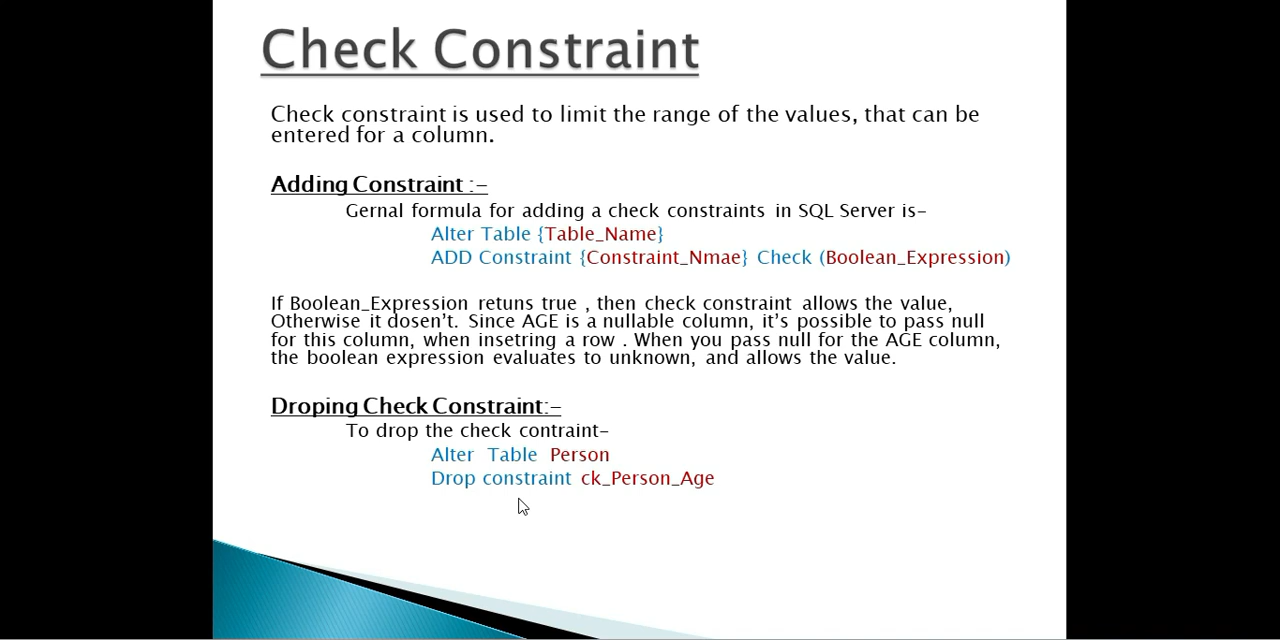 Check Constraint
Check constraint is used to limit the range of the values, that can be
entered for a column.
Adding Constraint :-
Gernal formula for adding a check constraints in SQL Server is-
Alter Table {Table_Name}
ADD Constraint {Constraint_Nmae} Check (Boolean_Expression)
If Boolean_Expression retuns true , then check constraint allows the value,
Otherwise it dosen't. Since AGE is a nullable column, it's possible to pass null
for this column, when insetring a row . When you pass null for the AGE column,
the boolean expression evaluates to unknown, and allows the value.
Droping Check Constraint:-
To drop the check contraint-
Alter Table Person
Drop constraint ck_Person_Age